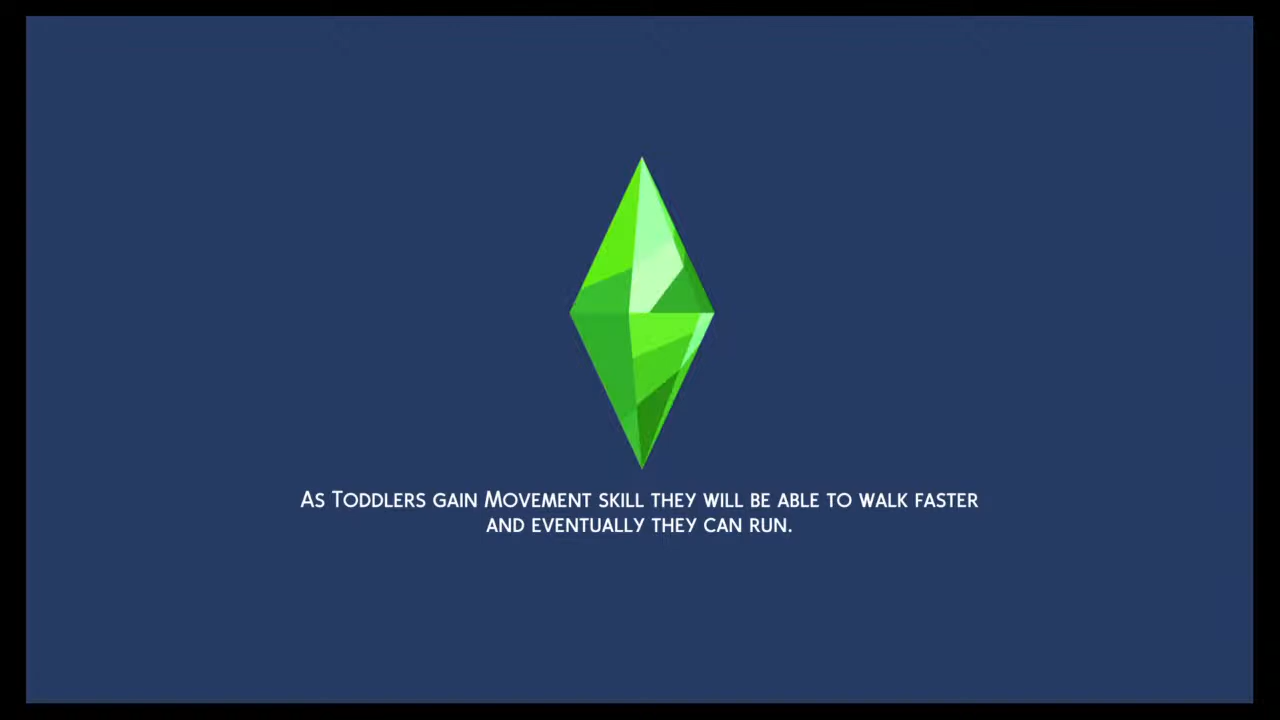 As Toddlers gain Movement skill they will be able to walk faster
and eventually they can run.